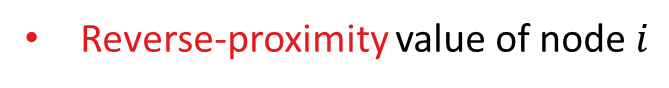 • Reverse-proximity value of node i